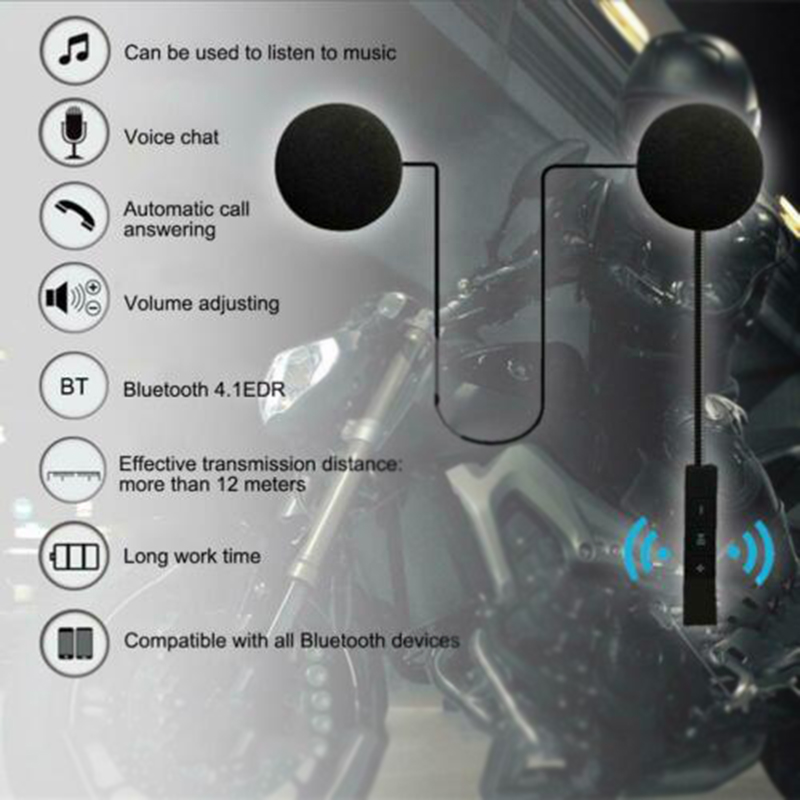 Can be used to listen to music
Voice chat
Automatic call
answering
Volume adjusting
BT
Bluetooth 4.1EDR
Effective transmission distance:
more than 12 meters
Long work time
Compatible with all Bluetooth devices